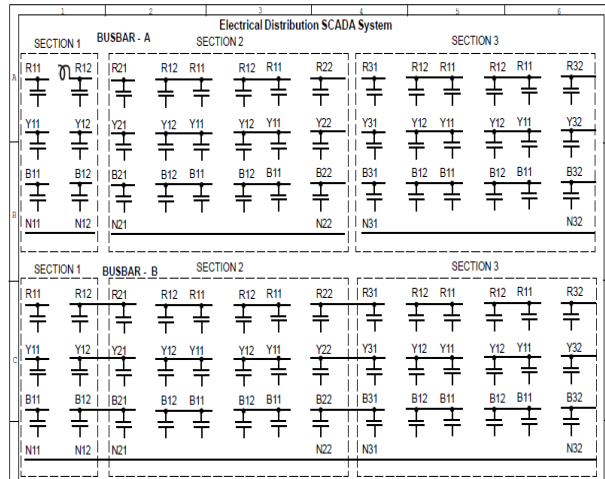 1 2 3 4 5 6
Electrical Distribution SCADA System
SECTION 1 BUSBAR - A SECTION 2 SECTION 3
A
R11 R12 R21 R12 R11 R12 R11 R22 R31 R12 R11 R12 R11 R32
Y11 Y12 Y21 Y12 Y11 Y12 Y11 Y22 Y31 Y12 Y11 Y12 Y11 Y32
B11 B12 B21 B12 B11 B12 B11 B22 B31 B12 B11 B12 B11 B32
B
N11 N12 N21 N22 N31 N32
SECTION 1 BUSBAR - B SECTION 2 SECTION 3
R11 R12 R21 R12 R11 R12 R11 R22 R31 R12 R11 R12 R11 R32
C
Y11 Y12 Y21 Y12 Y11 Y12 Y11 Y22 Y31 Y12 Y11 Y12 Y11 Y32
B11 B12 B21 B12 B11 B12 B11 B22 B31 B12 B11 B12 B11 B32
N11 N12 N21 N22 N31 N32